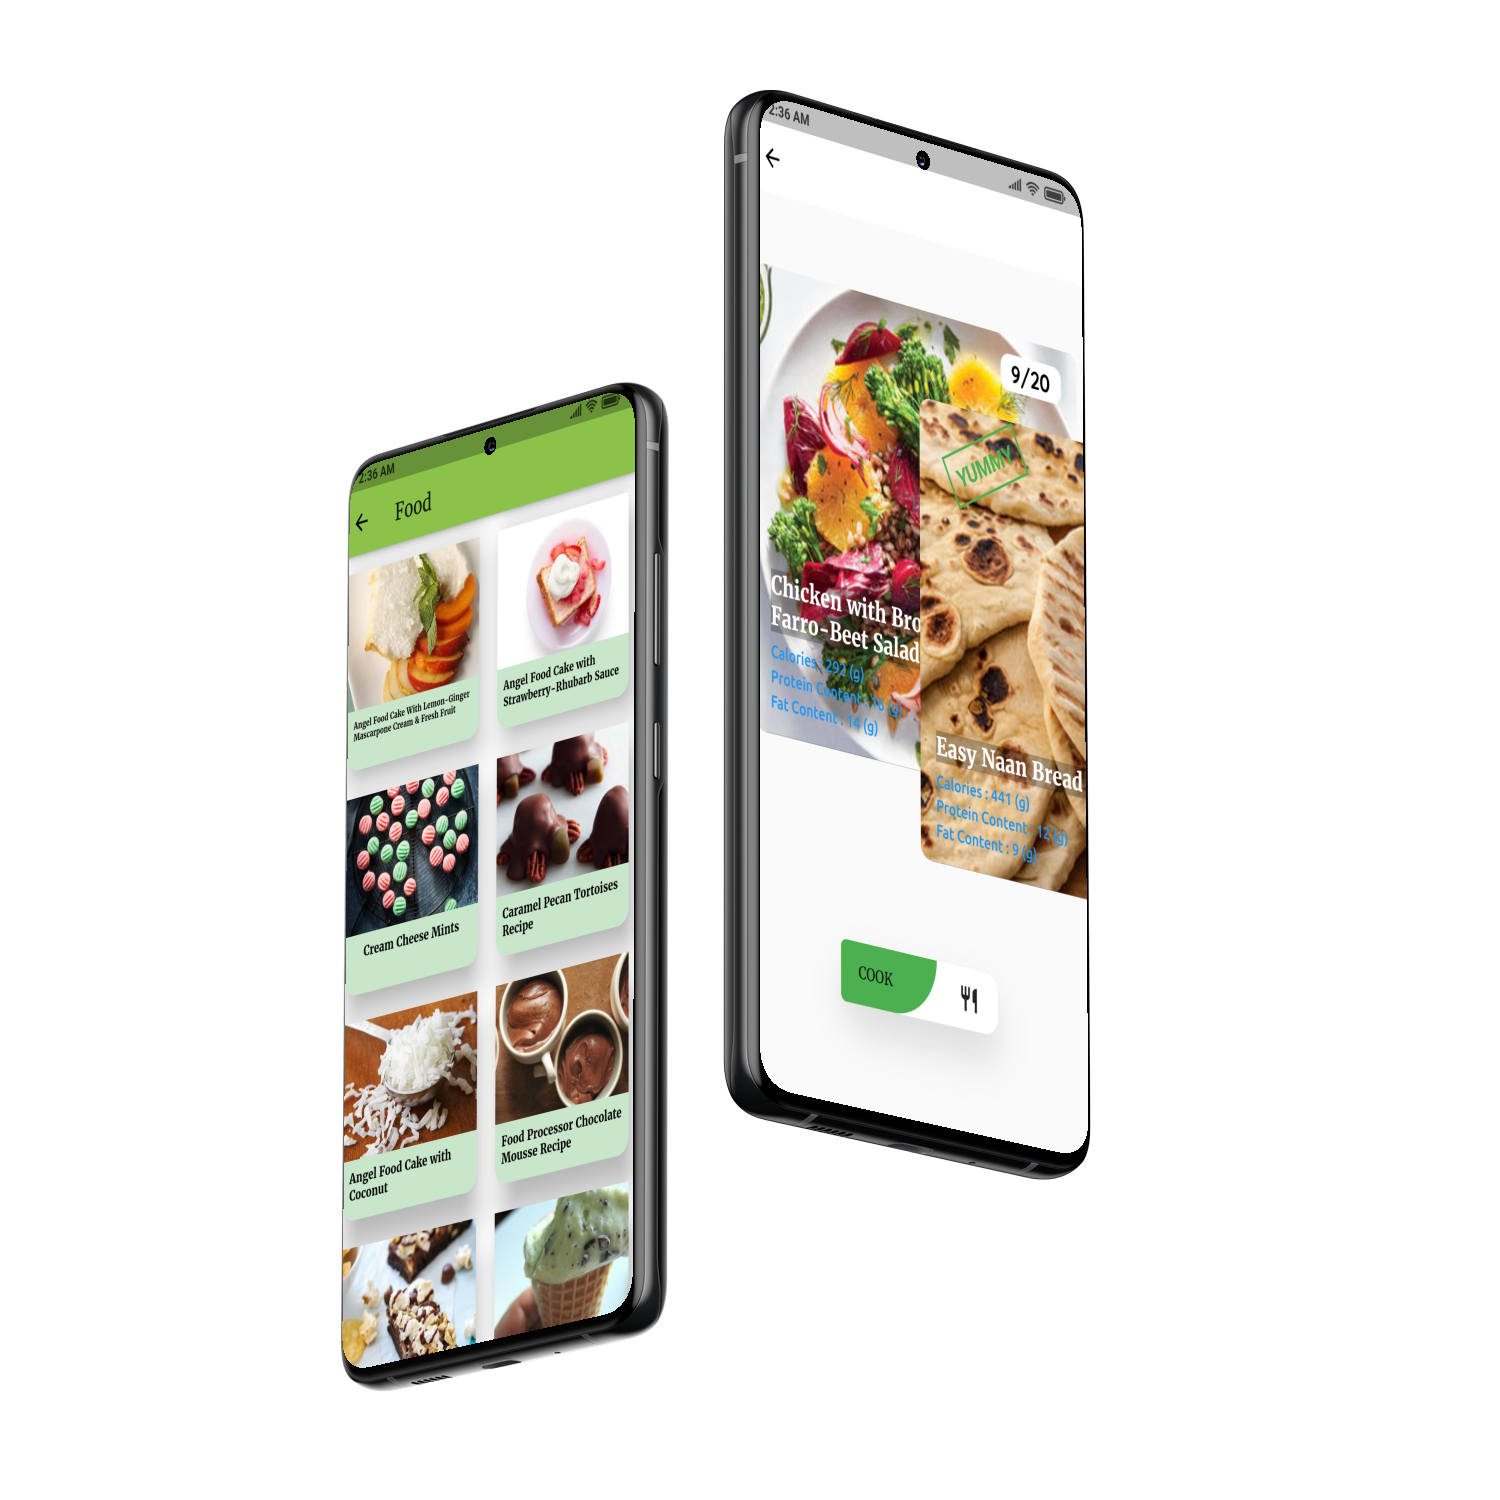 2:36 AM
Food
Angel Food Cake With Lemon-Ginger
Mascarpone Cream & Fresh Fruit
Angel Food Cake with
Strawberry-Rhubarb Sauce
Cream Cheese Mints
Caramel Pecan Tortoises
Recipe
Angel Food Cake with
Coconut
Food Processor Chocolate
Mousse Recipe
2:36 AM
9/20
YUMMY
Chicken with Bro
Farro-Beet Salad
Calories : 292 (g)
Protein Content : 16 (g)
Fat Content : 14 (g)
Easy Naan Bread
Calories : 441 (g)
Protein Content : 12 (g)
Fat Content : 9 (g)
COOK